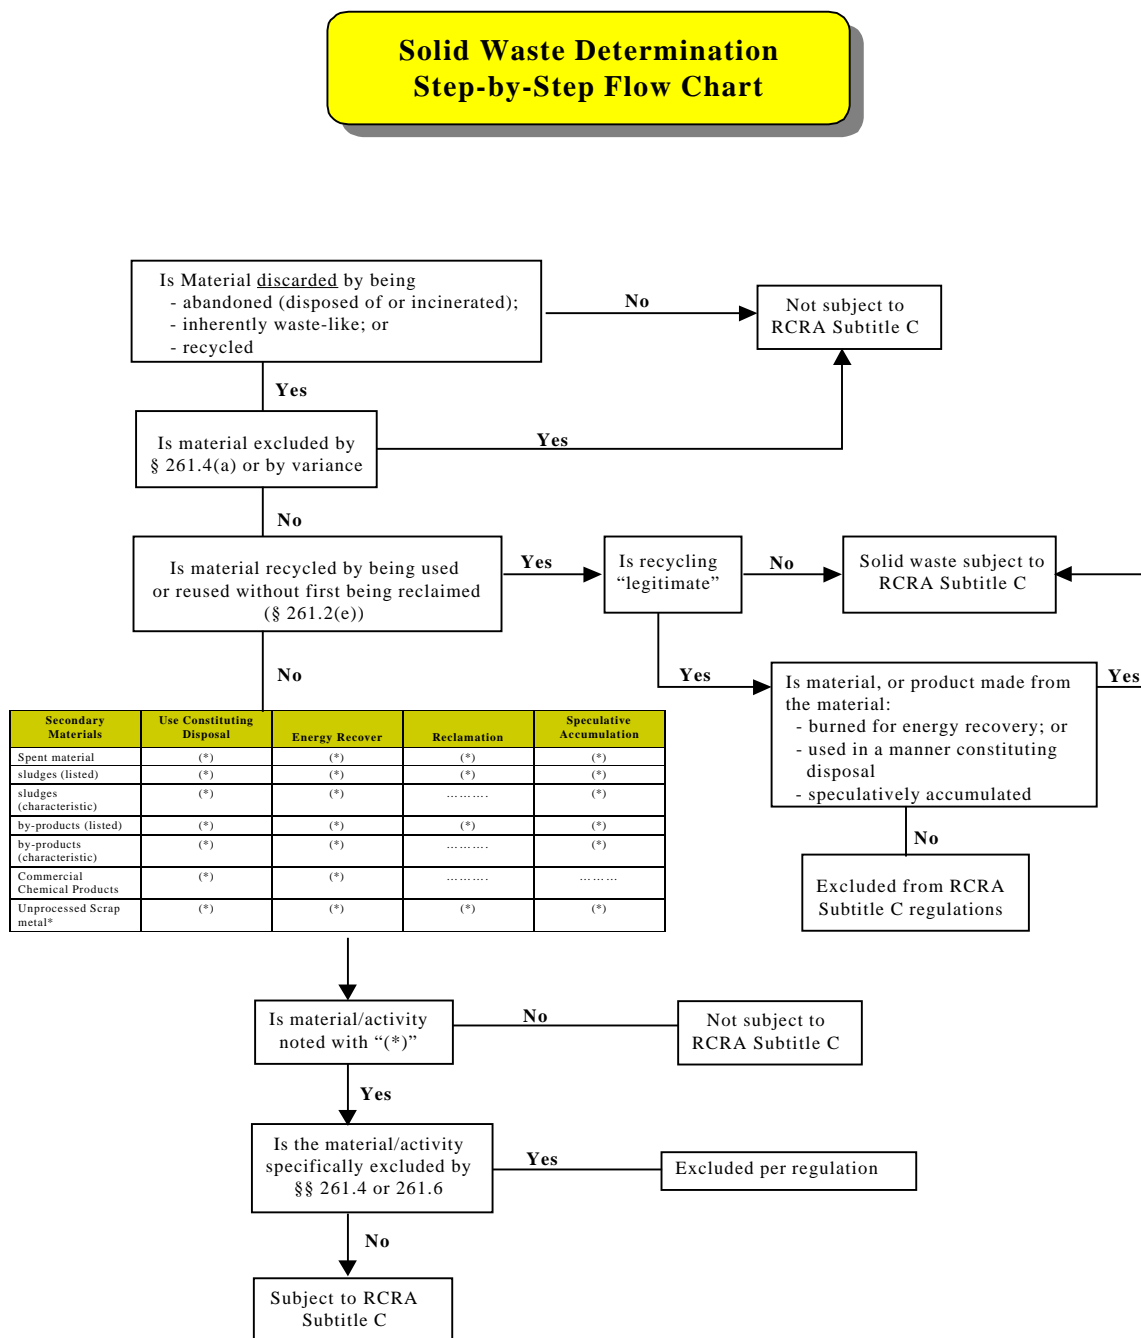 Solid Waste Determination
Step-by-Step Flow Chart
Is Material discarded by being
- abandoned (disposed of or incinerated);
- inherently waste-like; or
- recycled
No
Not subject to
RCRA Subtitle C
Yes
Is material excluded by
§ 261.4(a) or by variance
Yes
No
Is material recycled by being used
or reused without first being reclaimed
(§ 261.2(e))
Yes
Is recycling
“legitimate”
No
Solid waste subject to
RCRA Subtitle C
No
Yes
Is material, or product made from
the material:
- burned for energy recovery; or
- used in a manner constituting
disposal
- speculatively accumulated
Yes
No
Excluded from RCRA
Subtitle C regulations
Secondary
Materials
Use Constituting
Disposal
Energy Recover
Reclamation
Speculative
Accumulation
Spent material (*) (*) (*) (*)
sludges (listed) (*) (*) (*) (*)
sludges
(characteristic)
(*) (*) ………. (*)
by-products (listed) (*) (*) (*) (*)
by-products
(characteristic)
(*) (*) ………. (*)
Commercial
Chemical Products
(*) (*) ………. ………
Unprocessed Scrap
metal*
(*) (*) (*) (*)
Is material/activity
noted with “(*)”
No
Not subject to
RCRA Subtitle C
Yes
Is the material/activity
specifically excluded by
§§ 261.4 or 261.6
Yes
Excluded per regulation
No
Subject to RCRA
Subtitle C